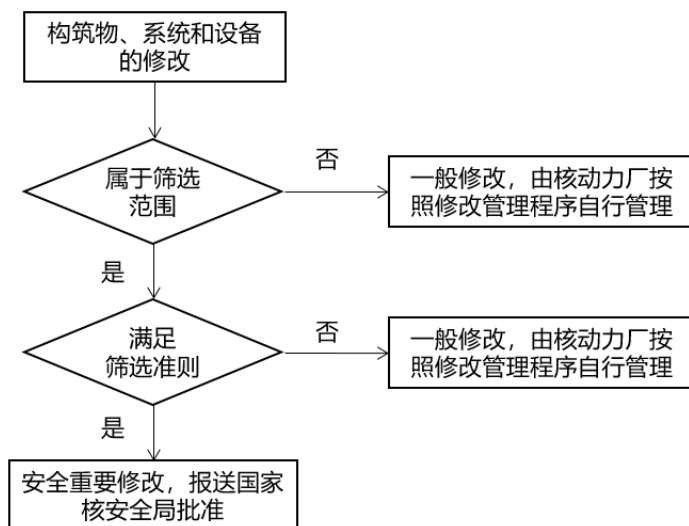 构筑物、系统和设备
的修改
属于筛选
范围
否
一般修改，由核动力厂按
照修改管理程序自行管理
是
满足
筛选准则
否
一般修改，由核动力厂按
照修改管理程序自行管理
是
安全重要修改，报送国家
核安全局批准